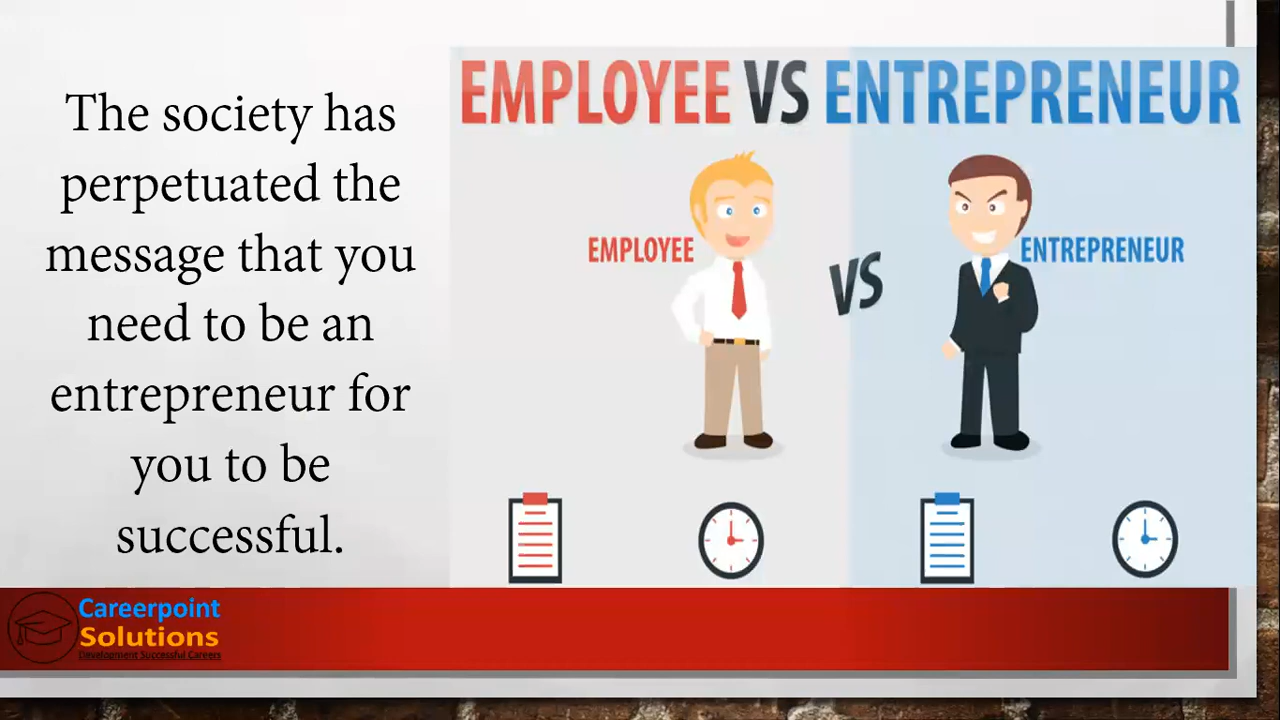 The society has
perpetuated the
message that you
need to be an
entrepreneur for
you to be
successful.
EMPLOYEE VS ENTREPRENEUR
EMPLOYEE
VS
ENTREPRENEUR
Careerpoint
Solutions
Development Successful Careers